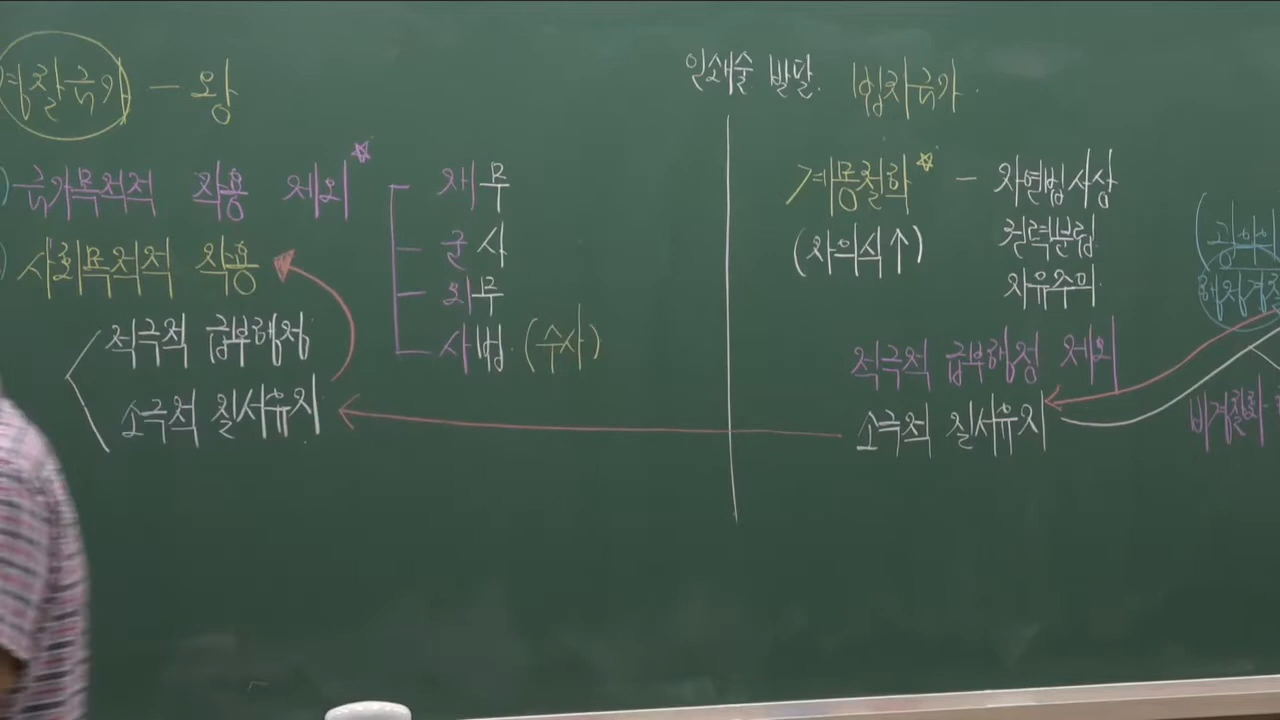 경찰국가 - 왕
국가목적적 작용 제외
사회목적적 작용
적극적 급부행정
소극적 질서유지
재무
군사
외무
사법 (수사)
인쇄술 발달
법치국가
계몽철학 - 자연법사상
(자의식↑) 권력분립
자유주의
적극적 급부행정 제외
소극적 질서유지
비경찰화